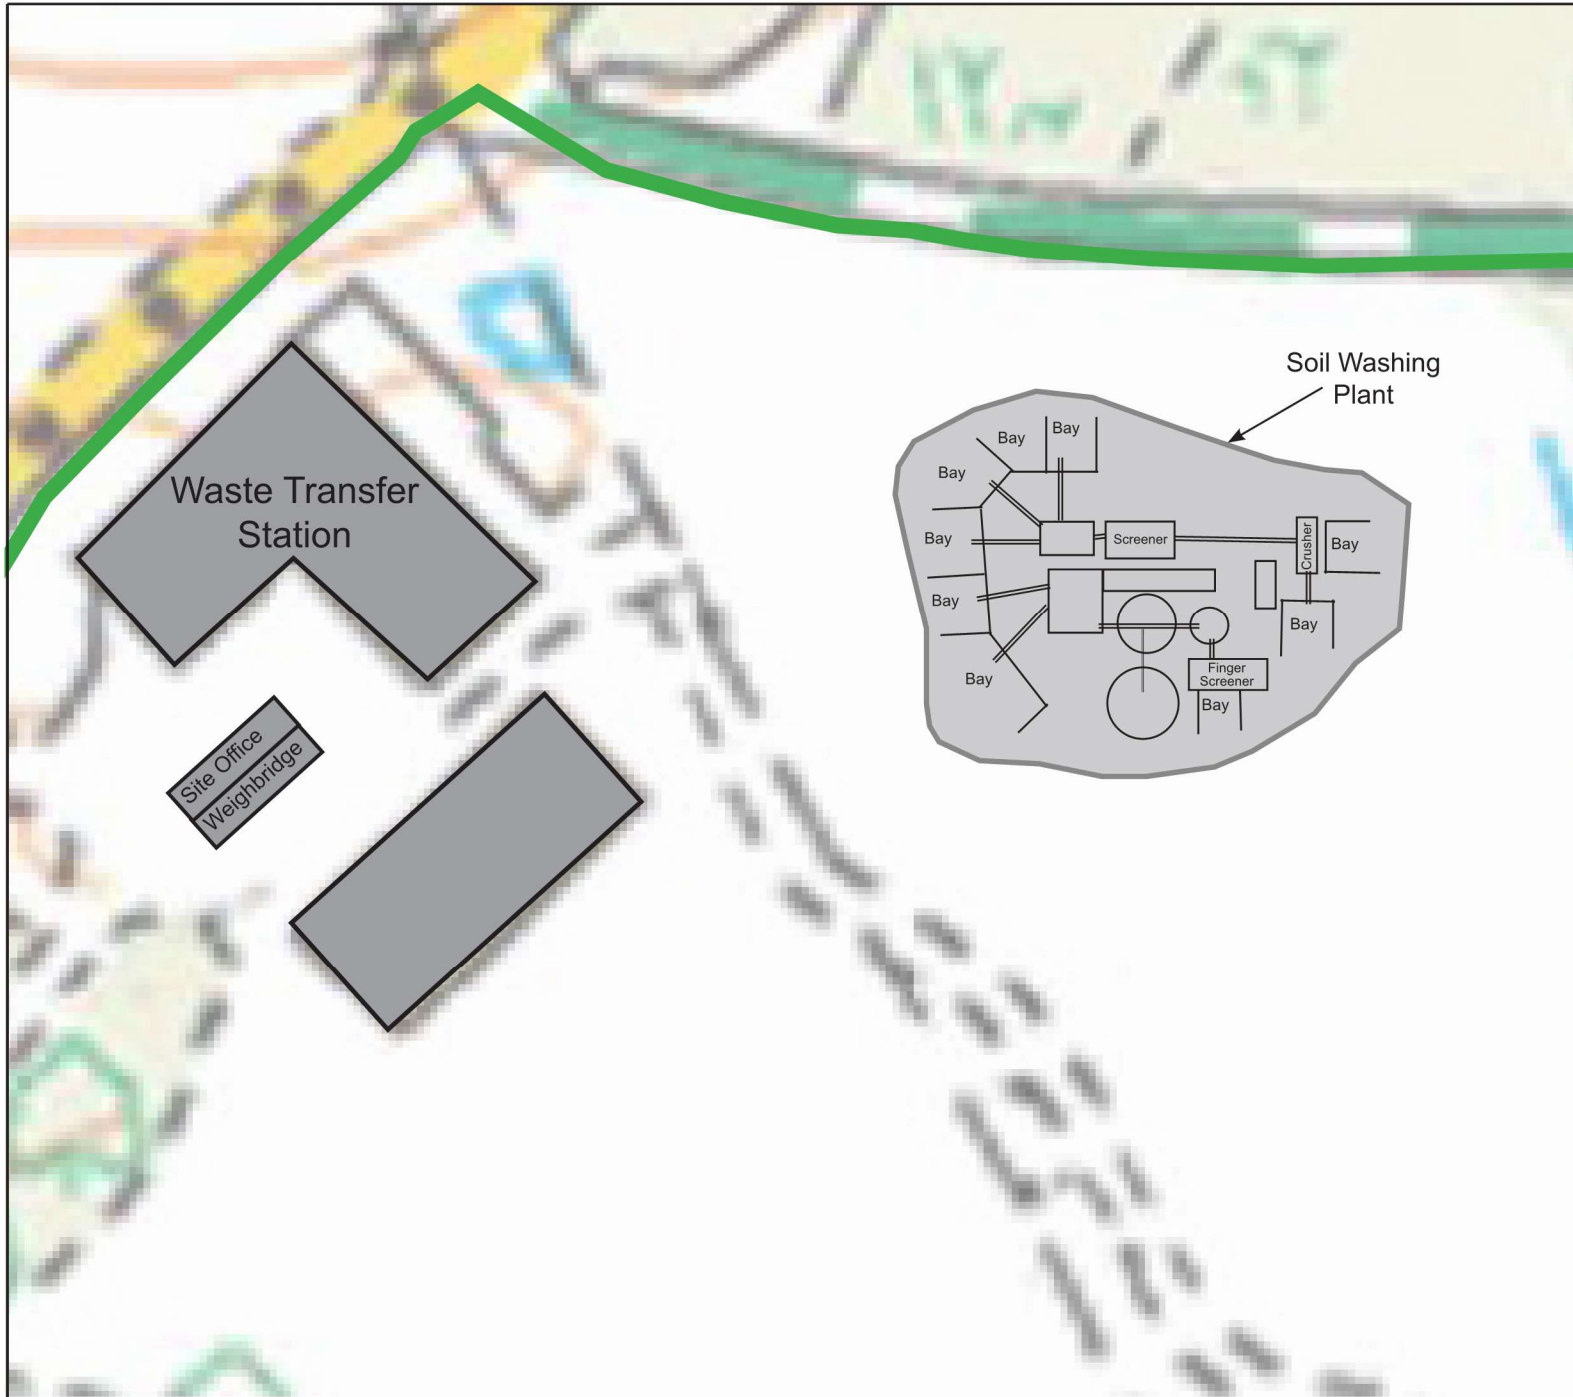 Soil Washing
Plant
Bay
Bay
Bay
Waste Transfer
Station
Bay
Screener
Crusher
Bay
Bay
Bay
Finger
Screener
Bay
Bay
Site Office
Weighbridge